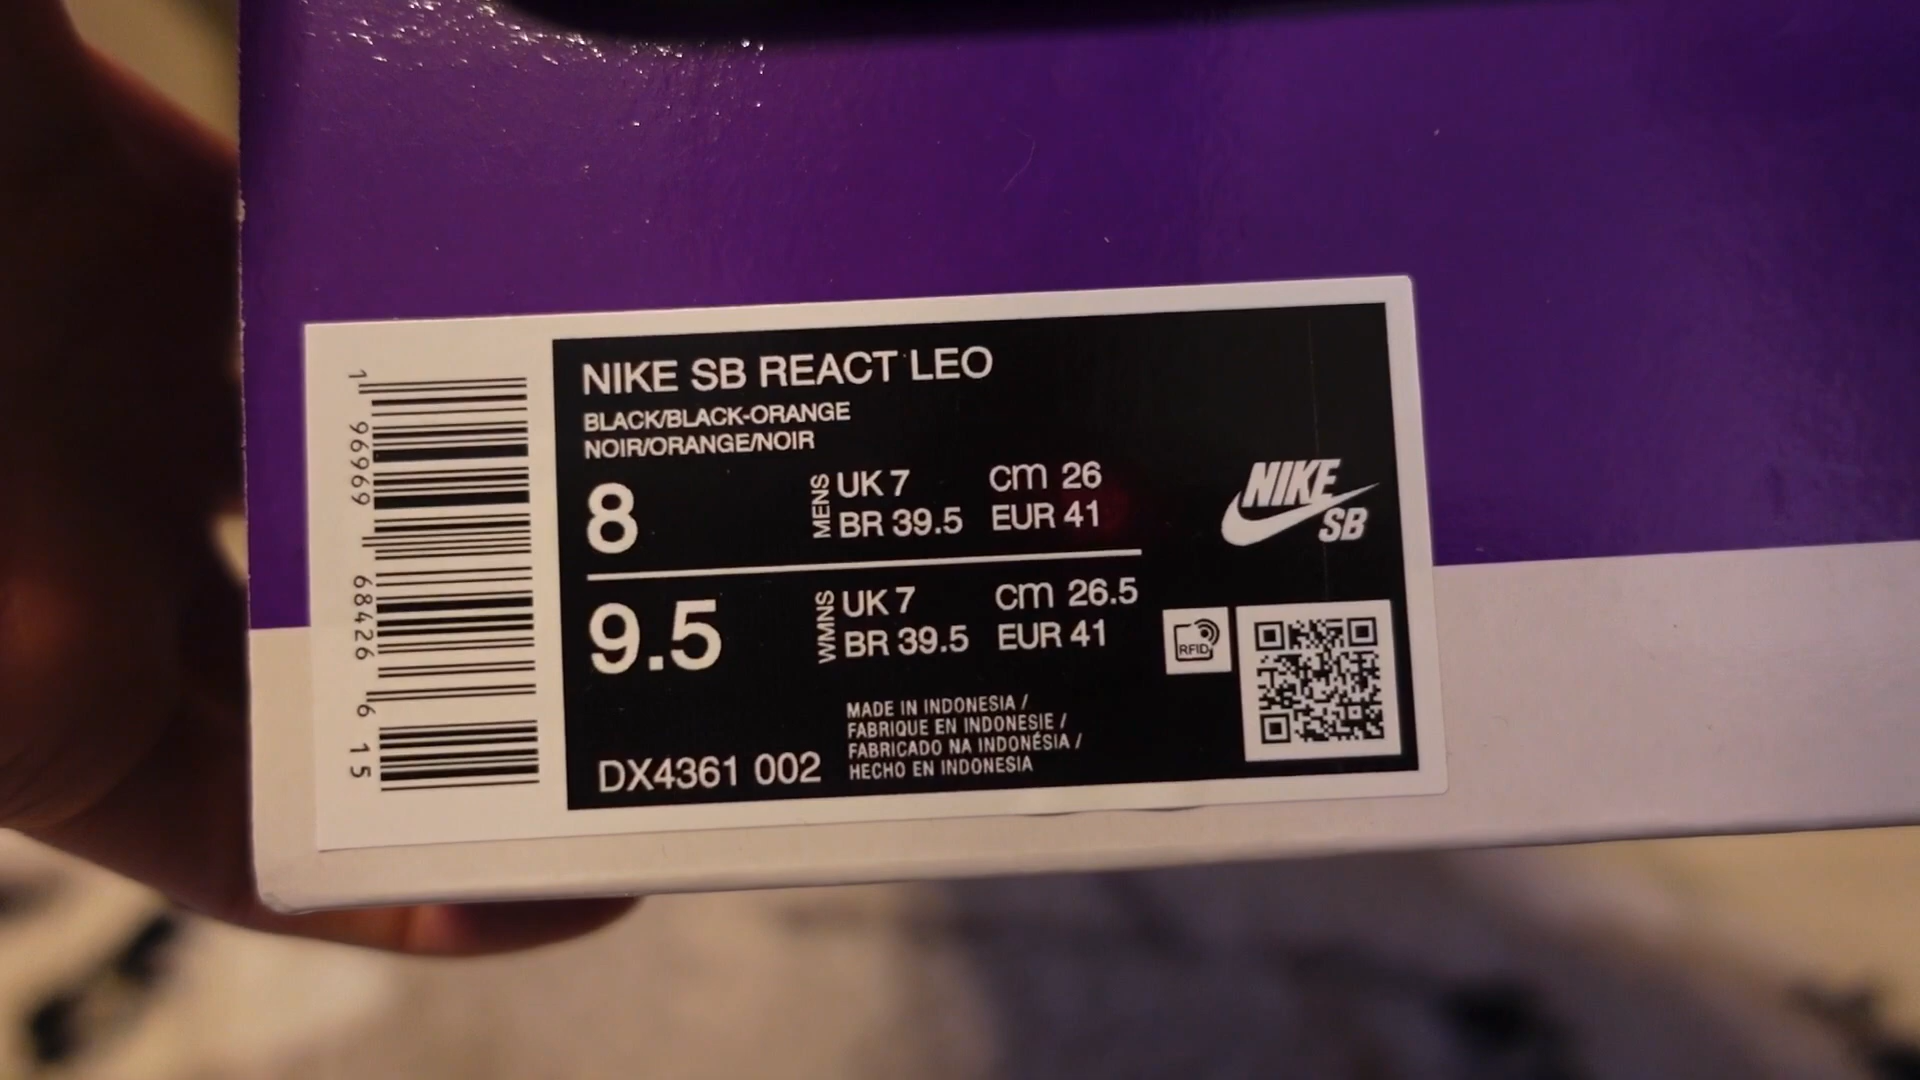 NIKE SB REACT LEO
BLACK/BLACK-ORANGE
NOIR/ORANGE/NOIR
8
MENS
UK 7 cm 26
BR 39.5 EUR 41
9.5
WMNS
UK 7 cm 26.5
BR 39.5 EUR 41
MADE IN INDONESIA /
FABRIQUE EN INDONESIE /
FABRICADO NA INDONÉSIA /
HECHO EN INDONESIA
DX4361 002
NIKE
SB
RFID
1 96969 68426 6 15